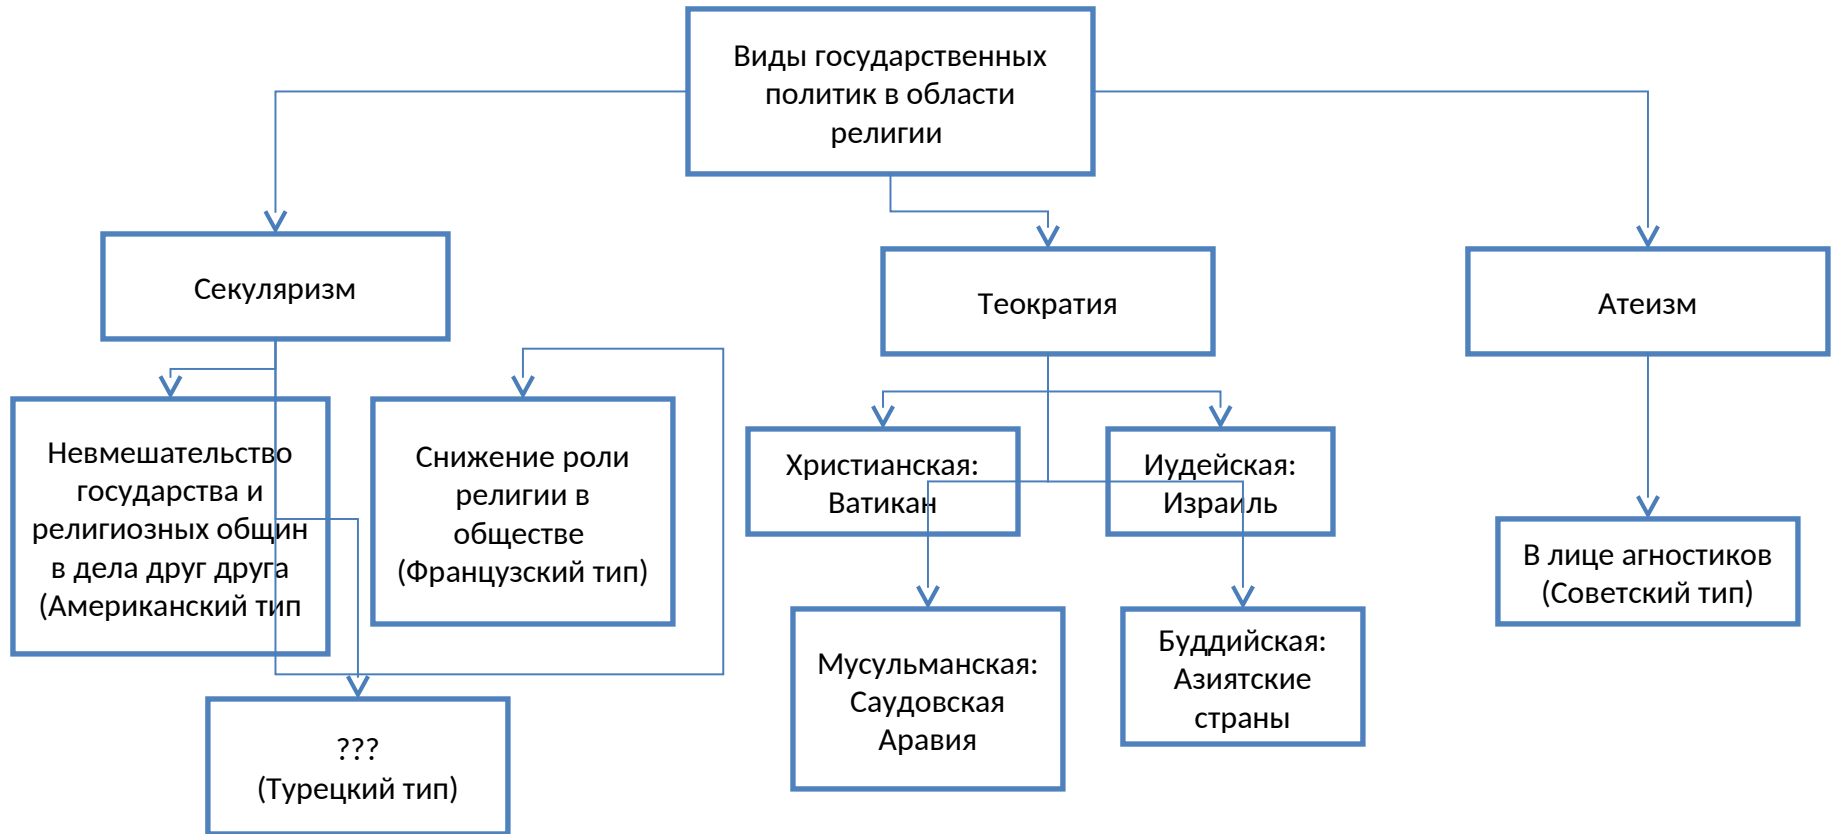 Виды государственных
политик в области
религии
Секуляризм
Теократия
Атеизм
Невмешательство
государства и
религиозных общин
в дела друг друга
(Американский тип
Снижение роли
религии в
обществе
(Французский тип)
Христианская:
Ватикан
Иудейская:
Израиль
В лице агностиков
(Советский тип)
Мусульманская:
Саудовская
Аравия
Буддийская:
Азиятские
страны
???
(Турецкий тип)